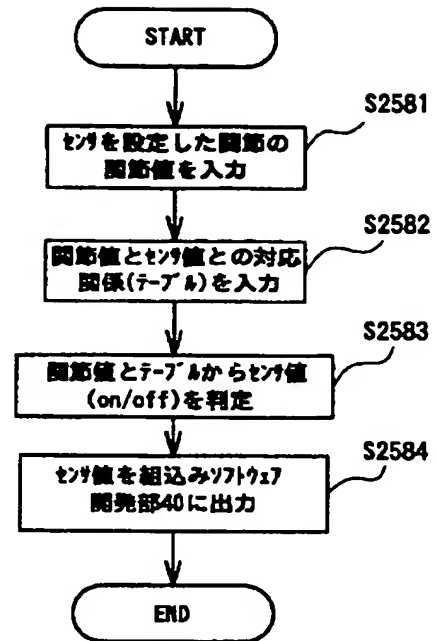 START
S2581
ｾﾝｻを設定した関節の
関節値を入力
S2582
関節値とｾﾝｻ値との対応
関係(ﾃｰﾌﾞﾙ)を入力
S2583
関節値とﾃｰﾌﾞﾙからｾﾝｻ値
(on/off)を判定
S2584
ｾﾝｻ値を組込みｿﾌﾄｳｪｱ
開発部40に出力
END